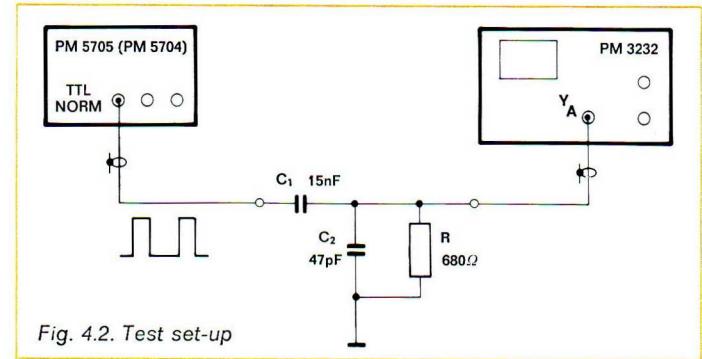 PM 5705 (PM 5704)
TTL
NORM
PM 3232
YA
C1 15nF
C2
47pF
R
680Ω
Fig. 4.2. Test set-up